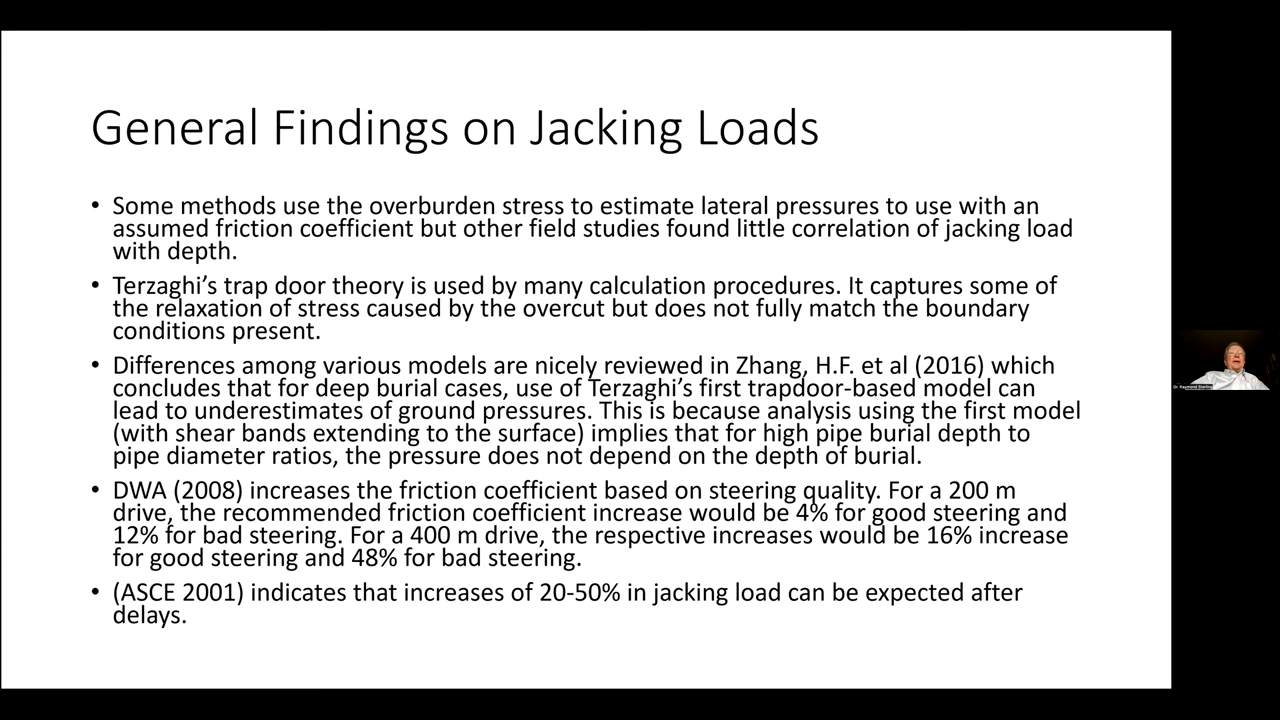 General Findings on Jacking Loads
• Some methods use the overburden stress to estimate lateral pressures to use with an
assumed friction coefficient but other field studies found little correlation of jacking load
with depth.
• Terzaghi’s trap door theory is used by many calculation procedures. It captures some of
the relaxation of stress caused by the overcut but does not fully match the boundary
conditions present.
• Differences among various models are nicely reviewed in Zhang, H.F. et al (2016) which
concludes that for deep burial cases, use of Terzaghi’s first trapdoor-based model can
lead to underestimates of ground pressures. This is because analysis using the first model
(with shear bands extending to the surface) implies that for high pipe burial depth to
pipe diameter ratios, the pressure does not depend on the depth of burial.
• DWA (2008) increases the friction coefficient based on steering quality. For a 200 m
drive, the recommended friction coefficient increase would be 4% for good steering and
12% for bad steering. For a 400 m drive, the respective increases would be 16% increase
for good steering and 48% for bad steering.
• (ASCE 2001) indicates that increases of 20-50% in jacking load can be expected after
delays.
Dr. Raymond Sterling